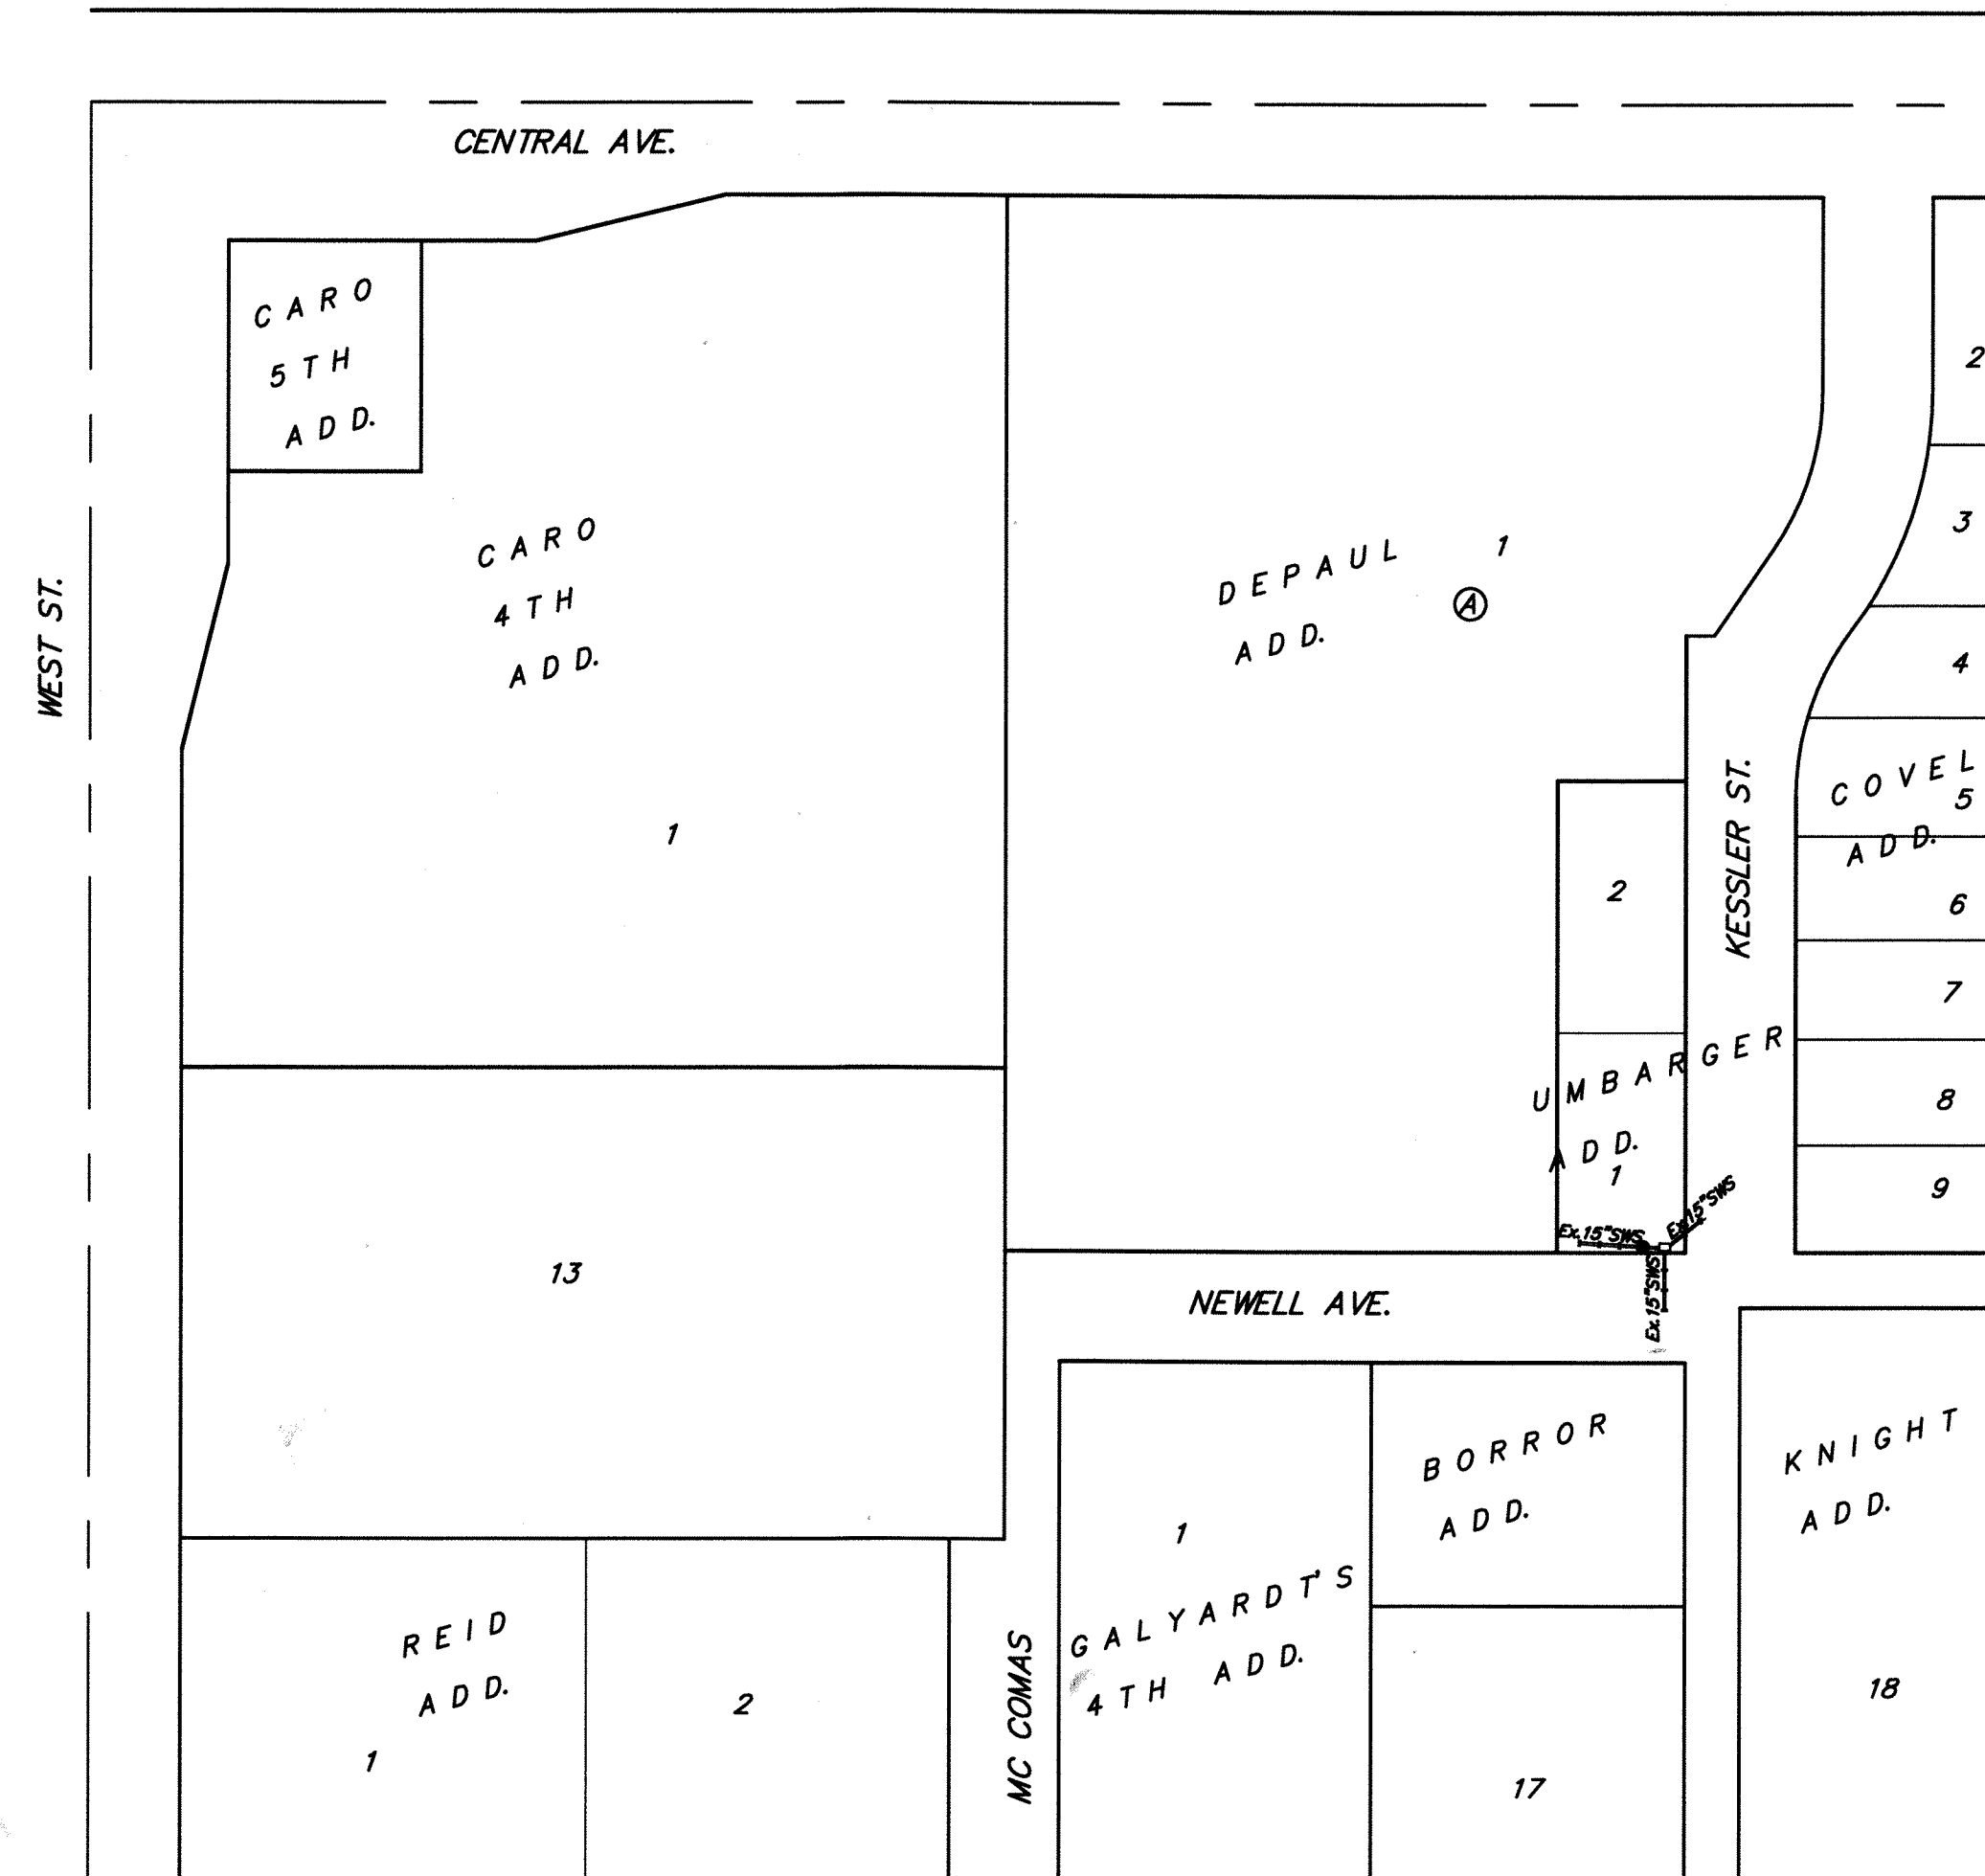 CENTRAL AVE.
CARO
5TH
ADD.
WEST ST.
CARO
4TH
ADD.
1
DEPAUL
ADD.
1
A
2
3
4
COVEL
ADD.
5
6
7
8
9
KESSLER ST.
2
UMBARGER
ADD.
1
Ex.15"SWS
Ex.15"SWS
Ex.15"SWS
13
NEWELL AVE.
BORROR
ADD.
KNIGHT
ADD.
1
GALYARDT'S
4TH ADD.
REID
ADD.
1
2
MC COMAS
17
18